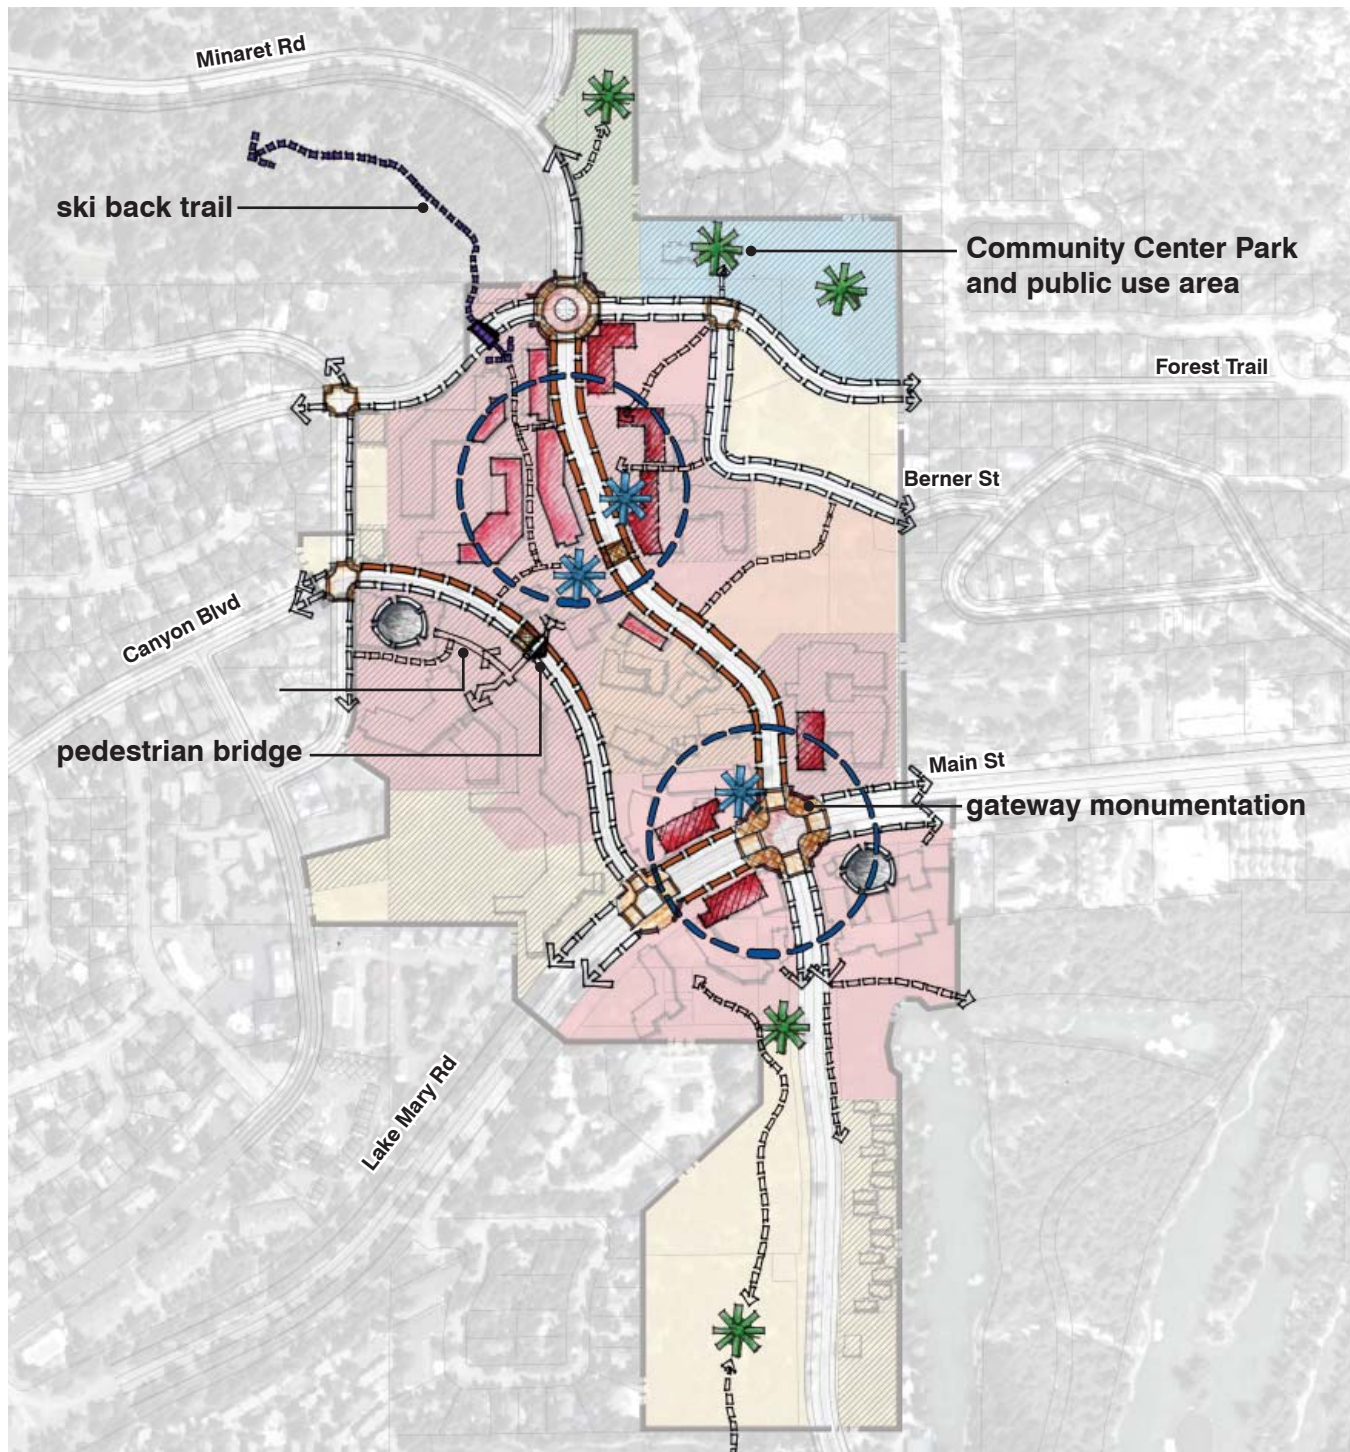 Minaret Rd
ski back trail
Community Center Park
and public use area
Forest Trail
Berner St
Canyon Blvd
pedestrian bridge
Main St
gateway monumentation
Lake Mary Rd